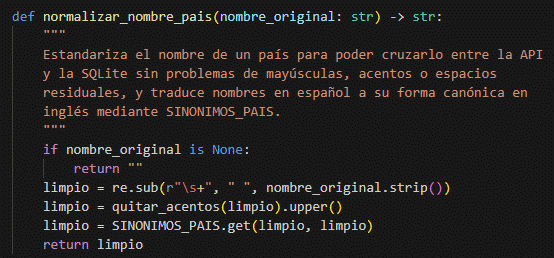 def normalizar_nombre_pais(nombre_original: str) -> str:
    """
    Estandariza el nombre de un país para poder cruzarlo entre la API
    y la SQLite sin problemas de mayúsculas, acentos o espacios
    residuales, y traduce nombres en español a su forma canónica en
    inglés mediante SINONIMOS_PAIS.
    """
    if nombre_original is None:
        return ""
    limpio = re.sub(r"\s+", " ", nombre_original.strip())
    limpio = quitar_acentos(limpio).upper()
    limpio = SINONIMOS_PAIS.get(limpio, limpio)
    return limpio